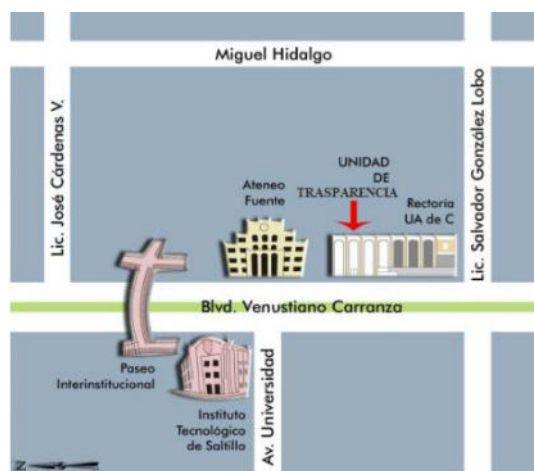 Miguel Hidalgo
Lic. José Cárdenas V.
Lic. Salvador González Lobo
UNIDAD
DE
TRASPARENCIA
Ateneo
Fuente
Rectoría
UA de C
Blvd. Venustiano Carranza
Paseo
Interinstitucional
Instituto
Tecnológico
de Saltillo
Av. Universidad
N